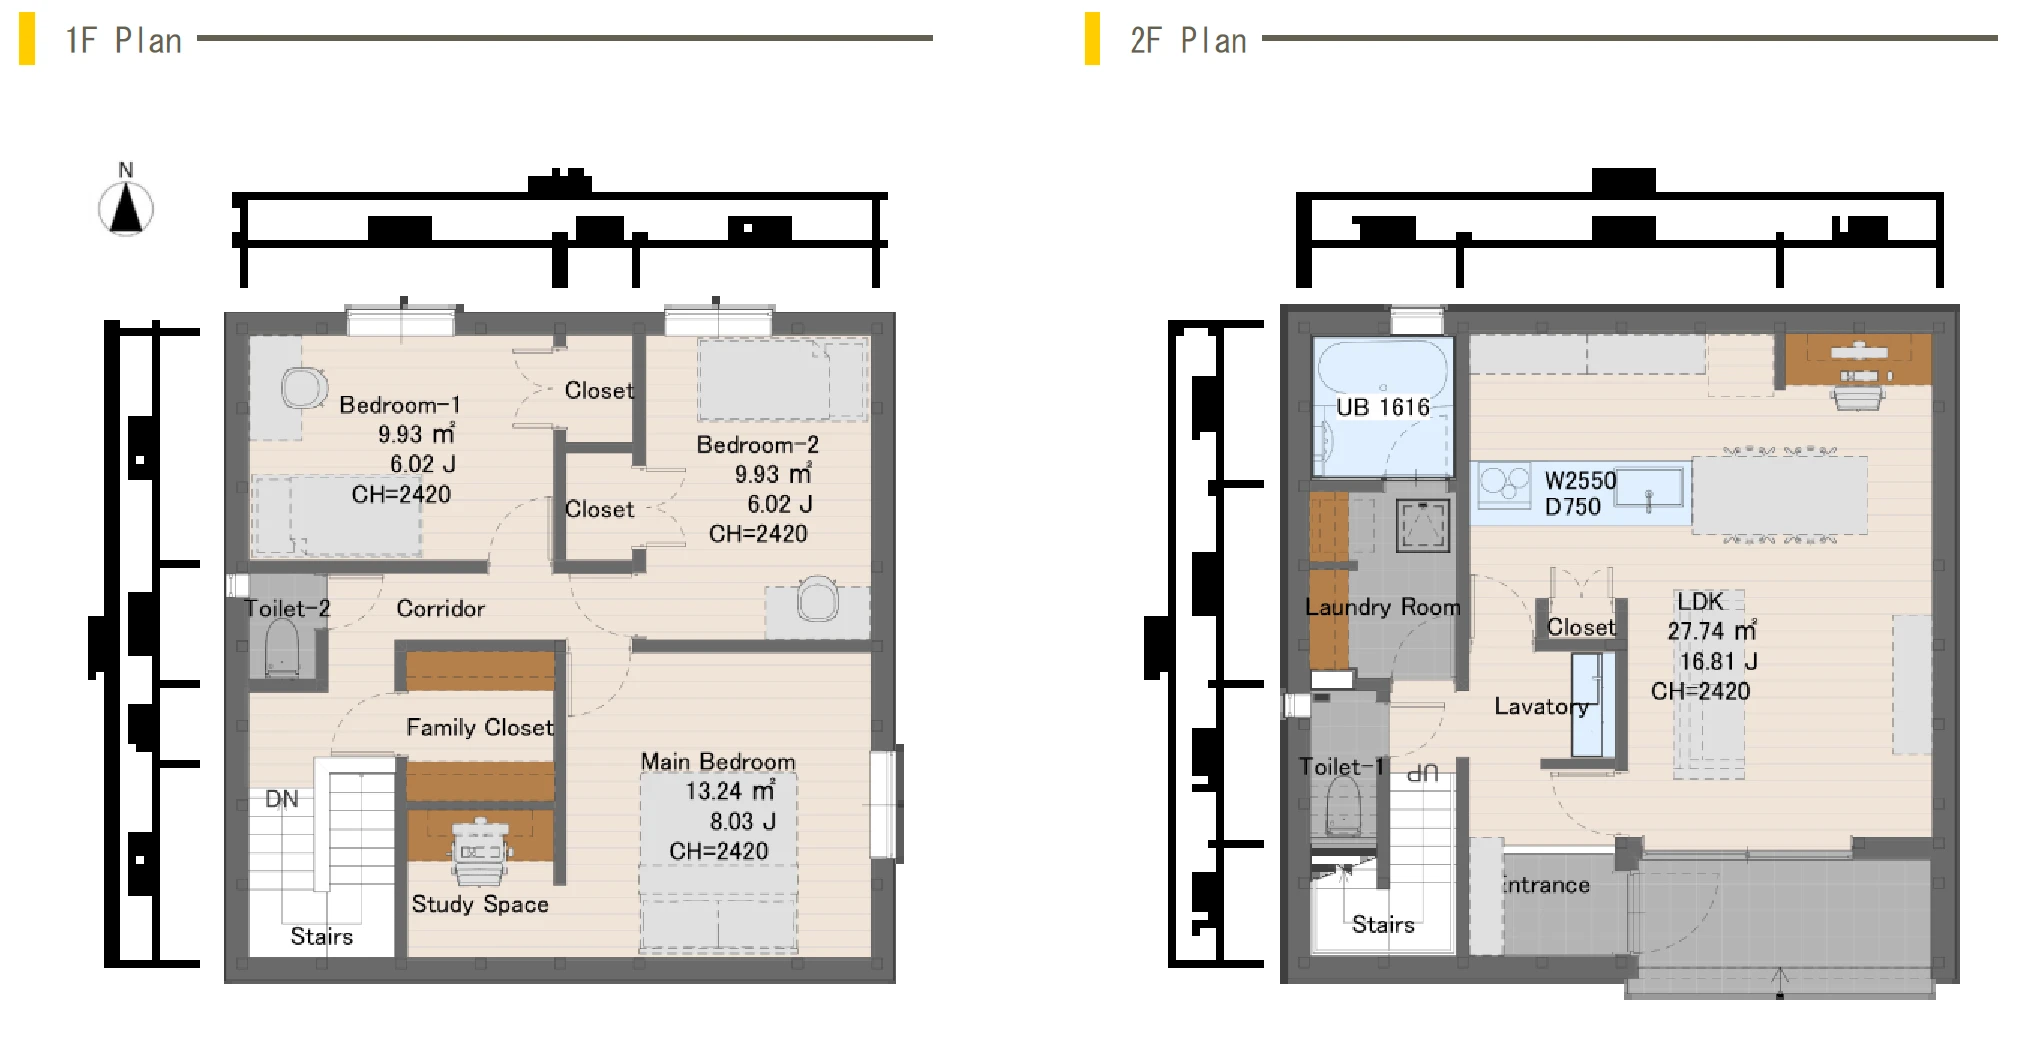 1F Plan
N
Bedroom-1
9.93 ㎡
6.02 J
CH=2420
Closet
Bedroom-2
9.93 ㎡
6.02 J
CH=2420
Closet
Toilet-2
Corridor
Family Closet
Main Bedroom
13.24 ㎡
8.03 J
CH=2420
DN
Study Space
Stairs
2F Plan
UB 1616
W2550
D750
Laundry Room
LDK
27.74 ㎡
16.81 J
CH=2420
Closet
Lavatory
Toilet-1
UP
ntrance
Stairs